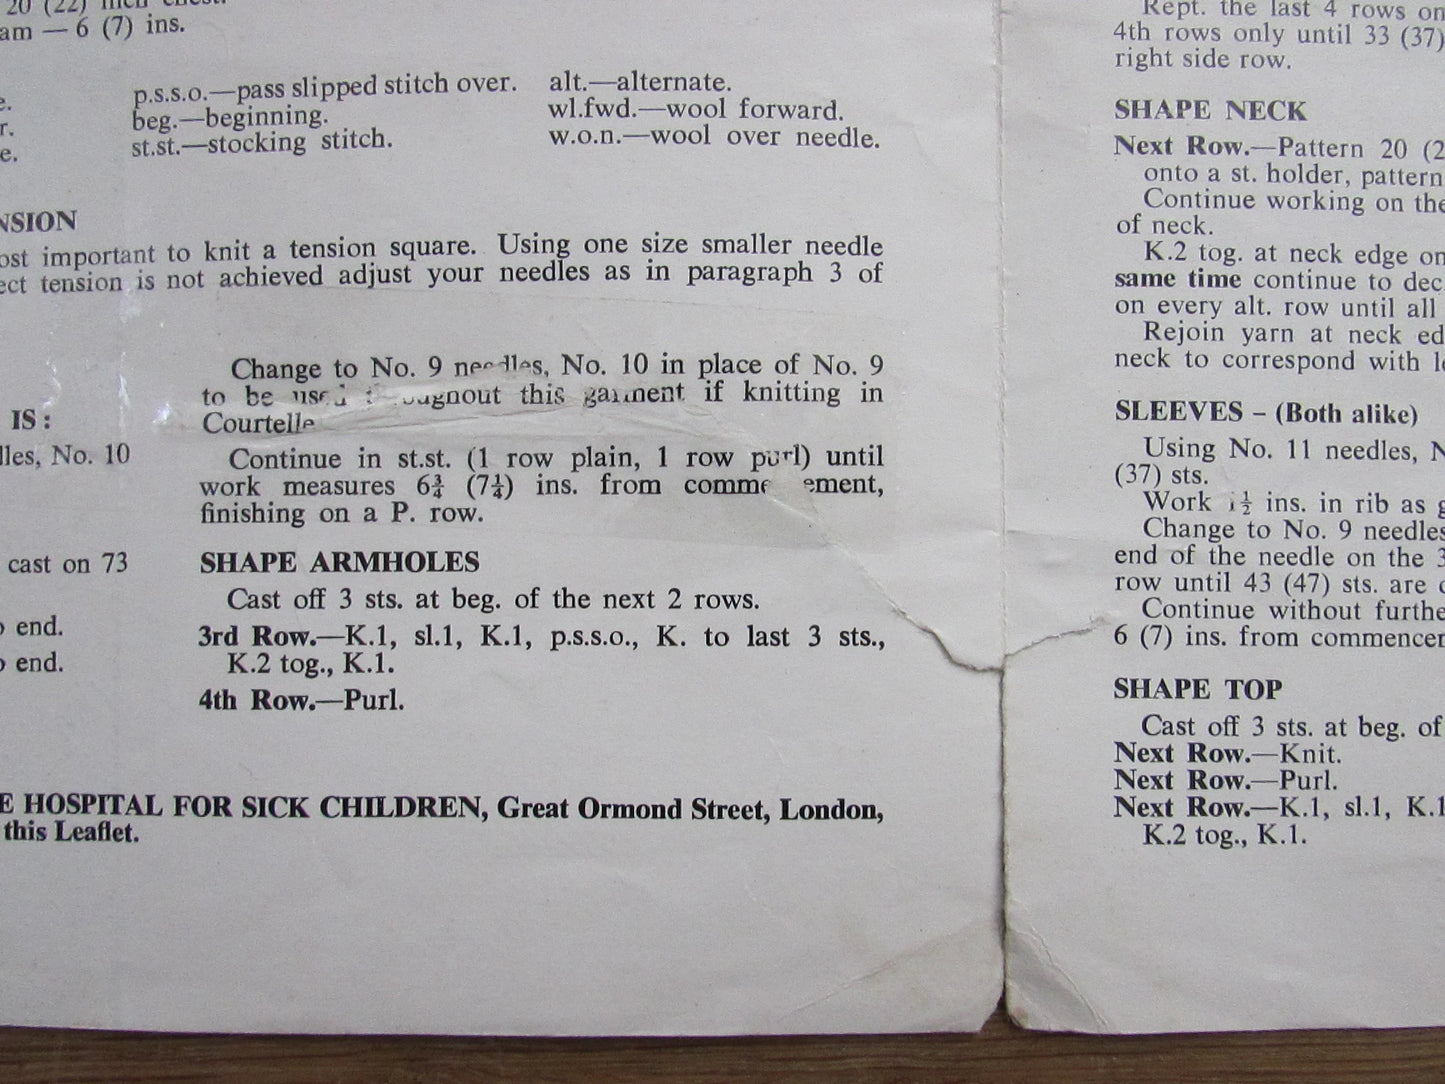 20 (22) inch chest.
am — 6 (7) ins.
e.
r.
e.
p.s.s.o.—pass slipped stitch over.
beg.—beginning.
st.st.—stocking stitch.
alt.—alternate.
wl.fwd.—wool forward.
w.o.n.—wool over needle.
NSION
ost important to knit a tension square. Using one size smaller needle
ect tension is not achieved adjust your needles as in paragraph 3 of
IS :
lles, No. 10
cast on 73
o end.
o end.
Change to No. 9 needles, No. 10 in place of No. 9
to be used throughout this garment if knitting in
Courtelle
Continue in st.st. (1 row plain, 1 row purl) until
work measures 6¾ (7¼) ins. from commencement,
finishing on a P. row.
SHAPE ARMHOLES
Cast off 3 sts. at beg. of the next 2 rows.
3rd Row.—K.1, sl.1, K.1, p.s.s.o., K. to last 3 sts.,
K.2 tog., K.1.
4th Row.—Purl.
E HOSPITAL FOR SICK CHILDREN, Great Ormond Street, London,
this Leaflet.
Rept. the last 4 rows on
4th rows only until 33 (37)
right side row.
SHAPE NECK
Next Row.—Pattern 20 (2
onto a st. holder, pattern
Continue working on the
of neck.
K.2 tog. at neck edge on
same time continue to dec
on every alt. row until all
Rejoin yarn at neck ed
neck to correspond with le
SLEEVES – (Both alike)
Using No. 11 needles, N
(37) sts.
Work 1½ ins. in rib as g
Change to No. 9 needles
end of the needle on the 3
row until 43 (47) sts. are o
Continue without furthe
6 (7) ins. from commencem
SHAPE TOP
Cast off 3 sts. at beg. of
Next Row.—Knit.
Next Row.—Purl.
Next Row.—K.1, sl.1, K.1
K.2 tog., K.1.